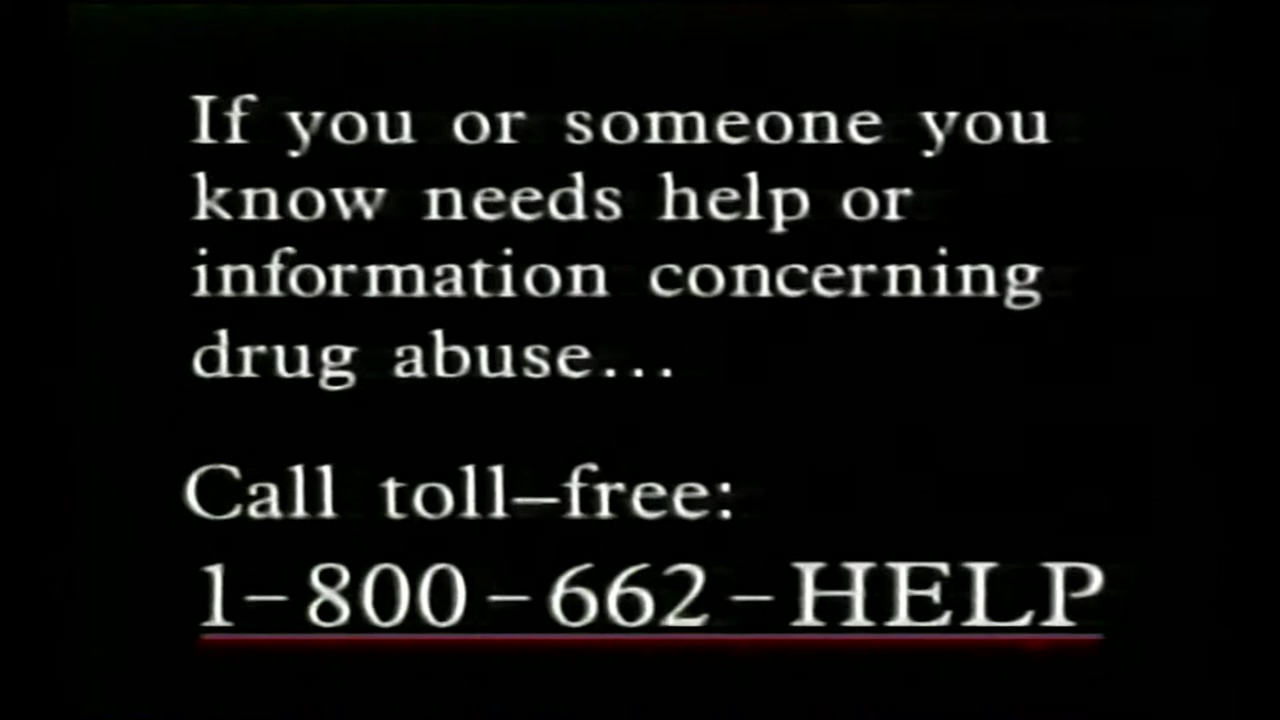 If you or someone you
know needs help or
information concerning
drug abuse...
Call toll–free:
1–800–662–HELP